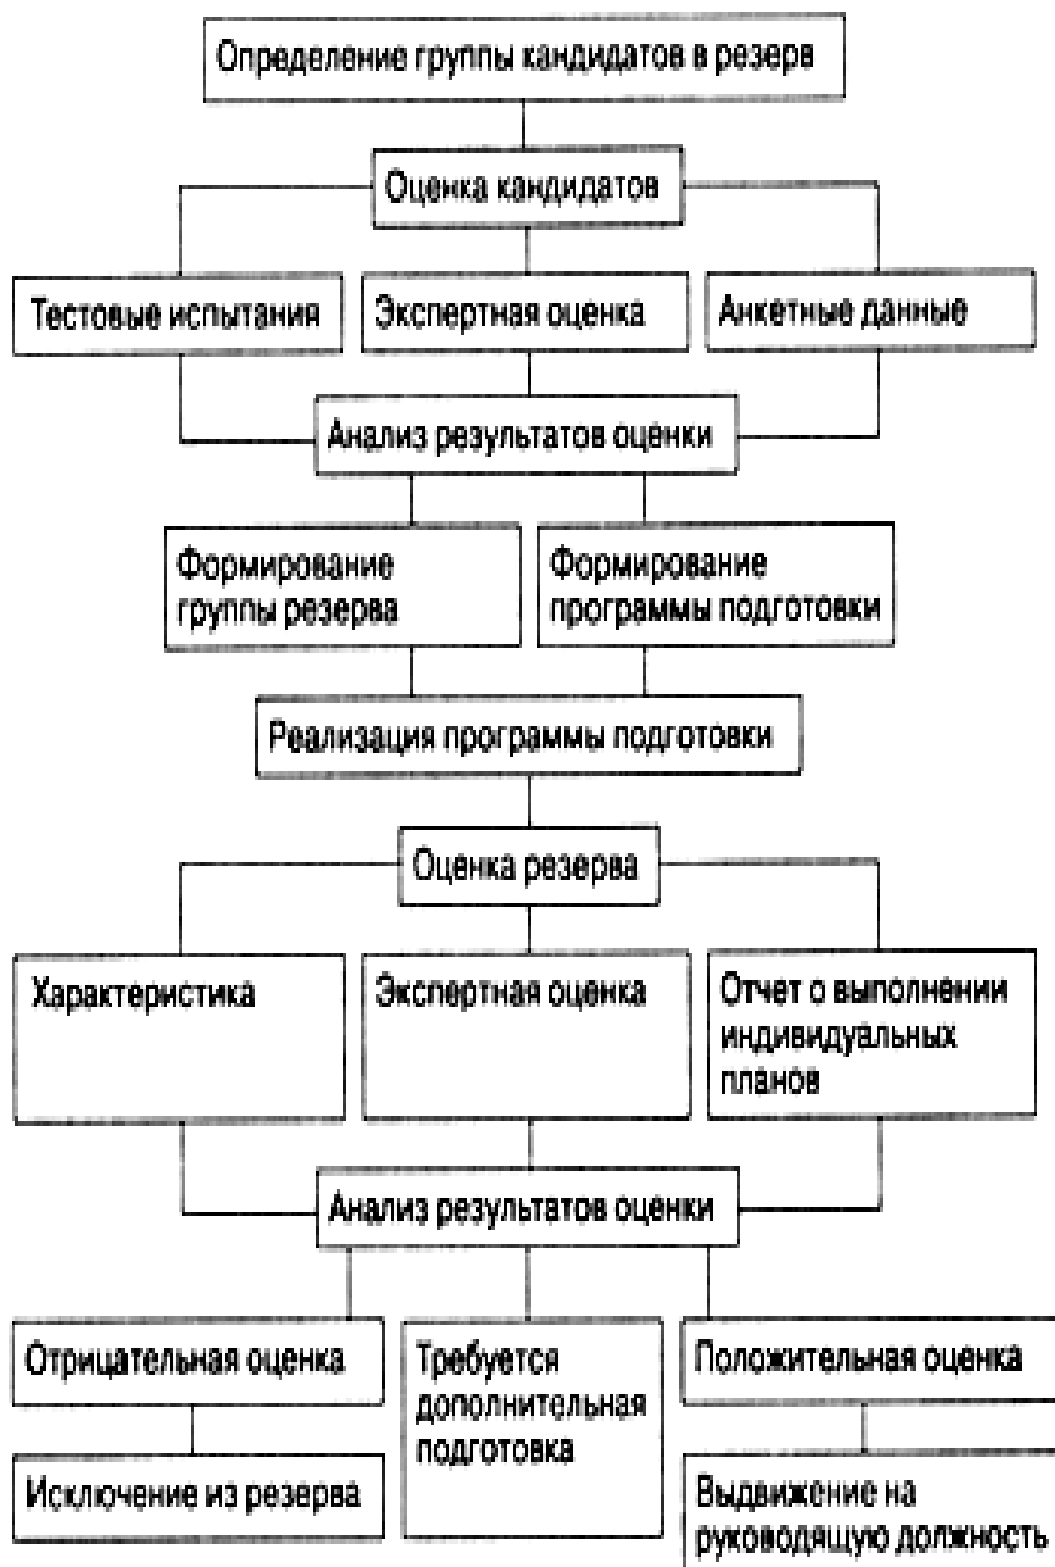 Определение группы кандидатов в резерв
Оценка кандидатов
Тестовые испытания
Экспертная оценка
Анкетные данные
Анализ результатов оценки
Формирование
группы резерва
Формирование
программы подготовки
Реализация программы подготовки
Оценка резерва
Характеристика
Экспертная оценка
Отчет о выполнении
индивидуальных
планов
Анализ результатов оценки
Отрицательная оценка
Требуется
дополнительная
подготовка
Положительная оценка
Исключение из резерва
Выдвижение на
руководящую должность